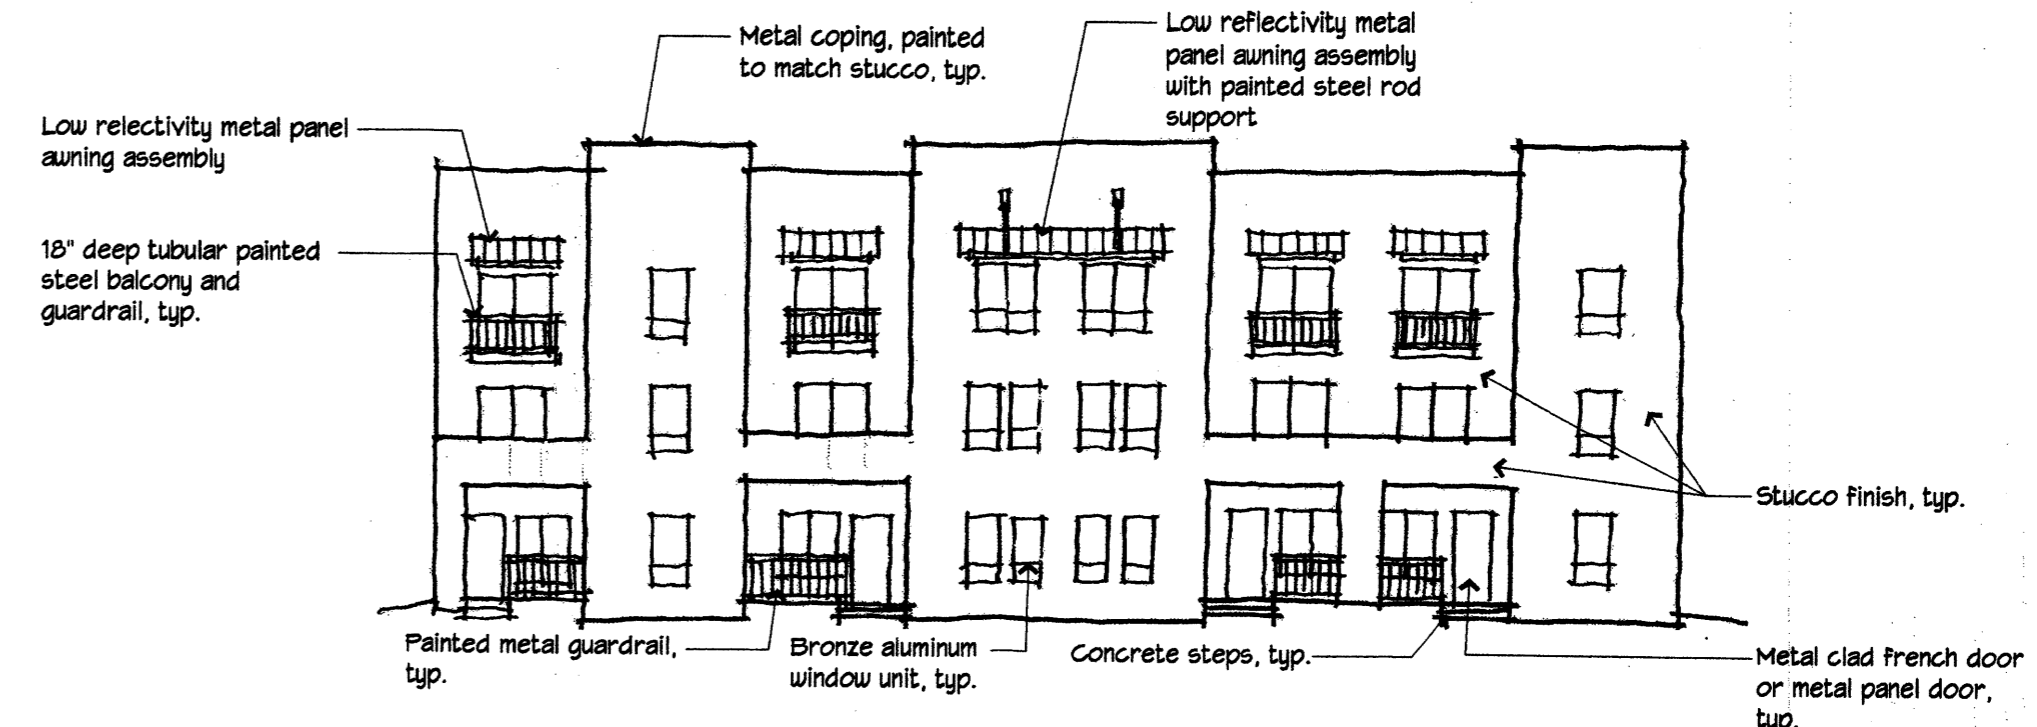 Metal coping, painted
to match stucco, typ.
Low reflectivity metal
panel awning assembly
with painted steel rod
support
Low relectivity metal panel
awning assembly
18" deep tubular painted
steel balcony and
guardrail, typ.
Stucco finish, typ.
Painted metal guardrail,
typ.
Bronze aluminum
window unit, typ.
Concrete steps, typ.
Metal clad french door
or metal panel door,
typ.